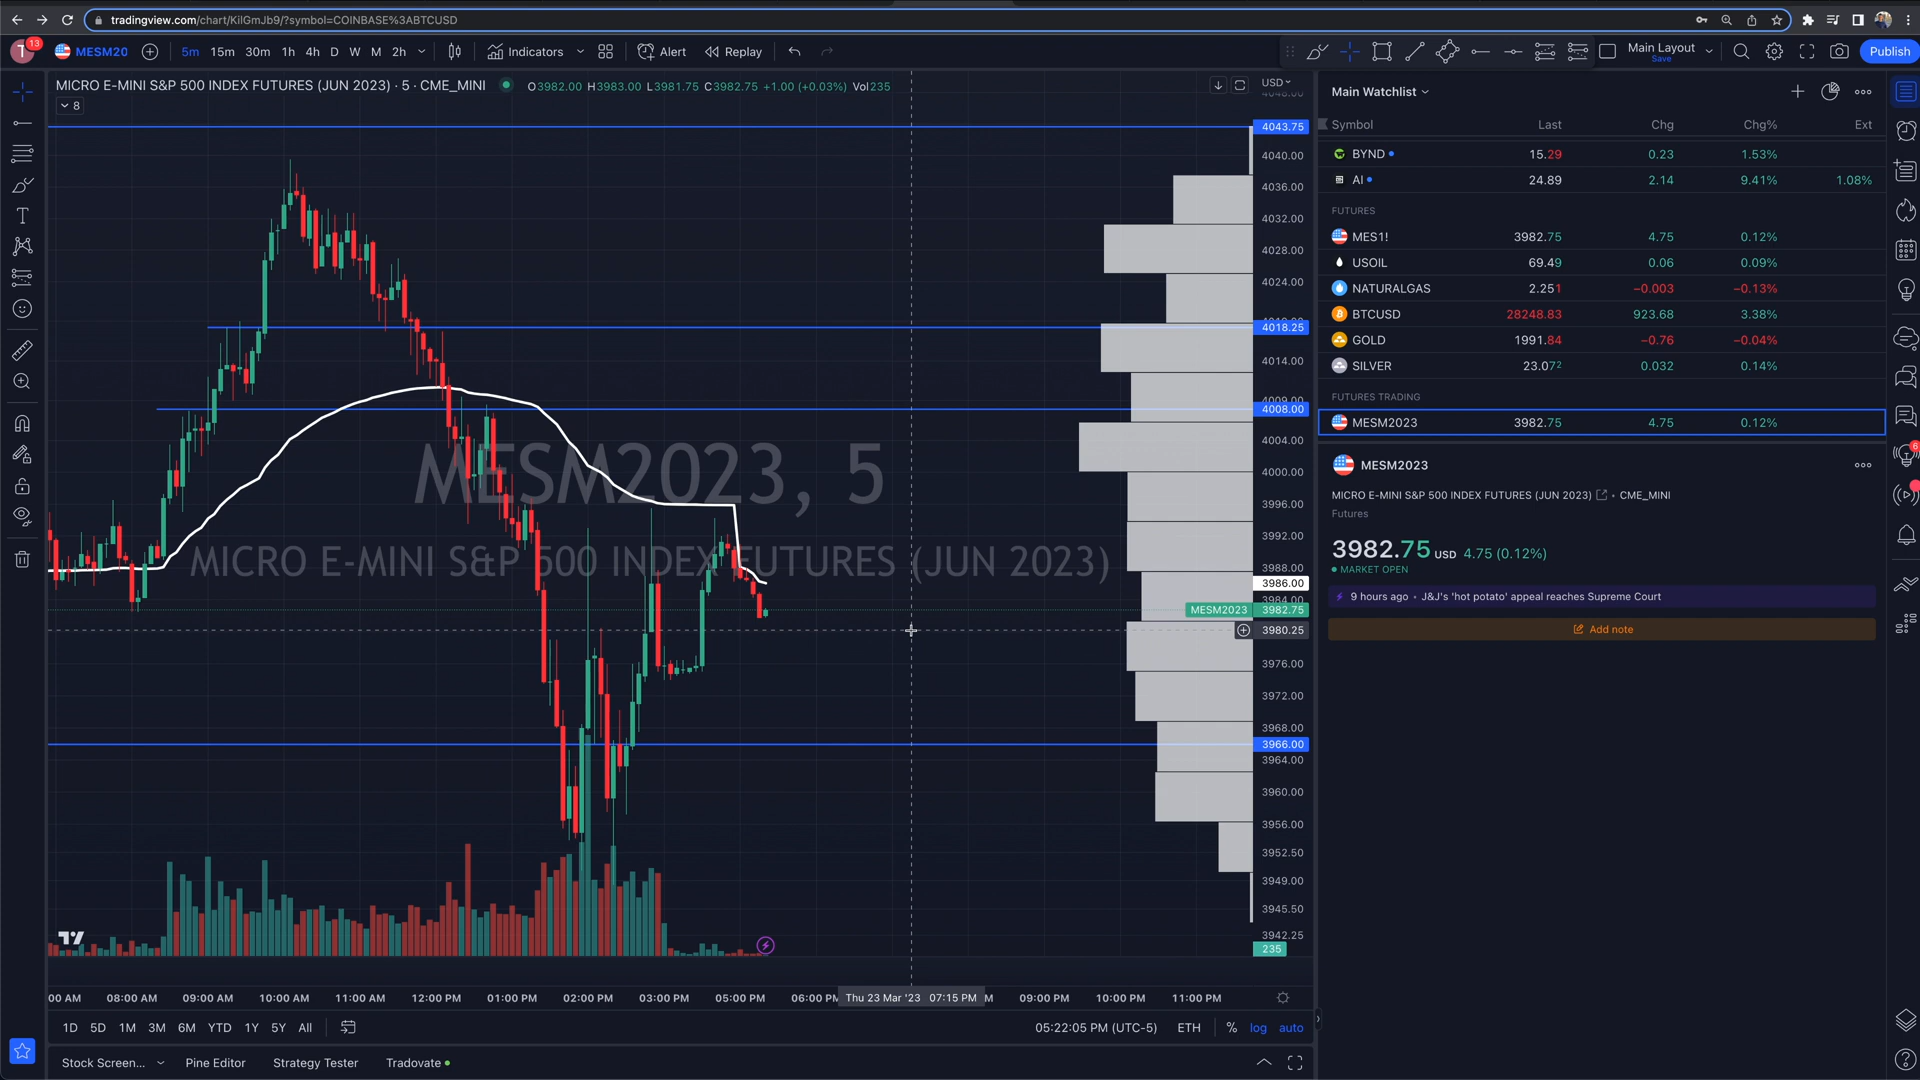 tradingview.com/chart/KilGmJb9/?symbol=COINBASE%3ABTCUSD
T 13 MESM20 5m 15m 30m 1h 4h D W M 2h Indicators Alert Replay Main Layout Save Publish
MICRO E-MINI S&P 500 INDEX FUTURES (JUN 2023) · 5 · CME_MINI O3982.00 H3983.00 L3981.75 C3982.75 +1.00 (+0.03%) Vol235
8
USD
4043.75
4040.00
4036.00
4032.00
4028.00
4024.00
4018.25
4014.00
4008.00
4004.00
4000.00
3996.00
3992.00
3988.00
3986.00
3984.00
MESM2023 3982.75
3980.25
3976.00
3972.00
3968.00
3966.00
3964.00
3960.00
3956.00
3952.50
3949.00
3945.50
3942.25
235
MESM2023, 5
MICRO E-MINI S&P 500 INDEX FUTURES (JUN 2023)
:00 AM 08:00 AM 09:00 AM 10:00 AM 11:00 AM 12:00 PM 01:00 PM 02:00 PM 03:00 PM 05:00 PM 06:00 PM Thu 23 Mar '23 07:15 PM M 09:00 PM 10:00 PM 11:00 PM
1D 5D 1M 3M 6M YTD 1Y 5Y All 05:22:05 PM (UTC-5) ETH % log auto
Stock Screen... Pine Editor Strategy Tester Tradovate
Main Watchlist
Symbol Last Chg Chg% Ext
BYND 15.29 0.23 1.53%
AI 24.89 2.14 9.41% 1.08%
FUTURES
MES1! 3982.75 4.75 0.12%
USOIL 69.49 0.06 0.09%
NATURALGAS 2.251 −0.003 −0.13%
BTCUSD 28248.83 923.68 3.38%
GOLD 1991.84 −0.76 −0.04%
SILVER 23.072 0.032 0.14%
FUTURES TRADING
MESM2023 3982.75 4.75 0.12%
MESM2023
MICRO E-MINI S&P 500 INDEX FUTURES (JUN 2023) • CME_MINI
Futures
3982.75 USD 4.75 (0.12%)
MARKET OPEN
9 hours ago • J&J's 'hot potato' appeal reaches Supreme Court
Add note
6